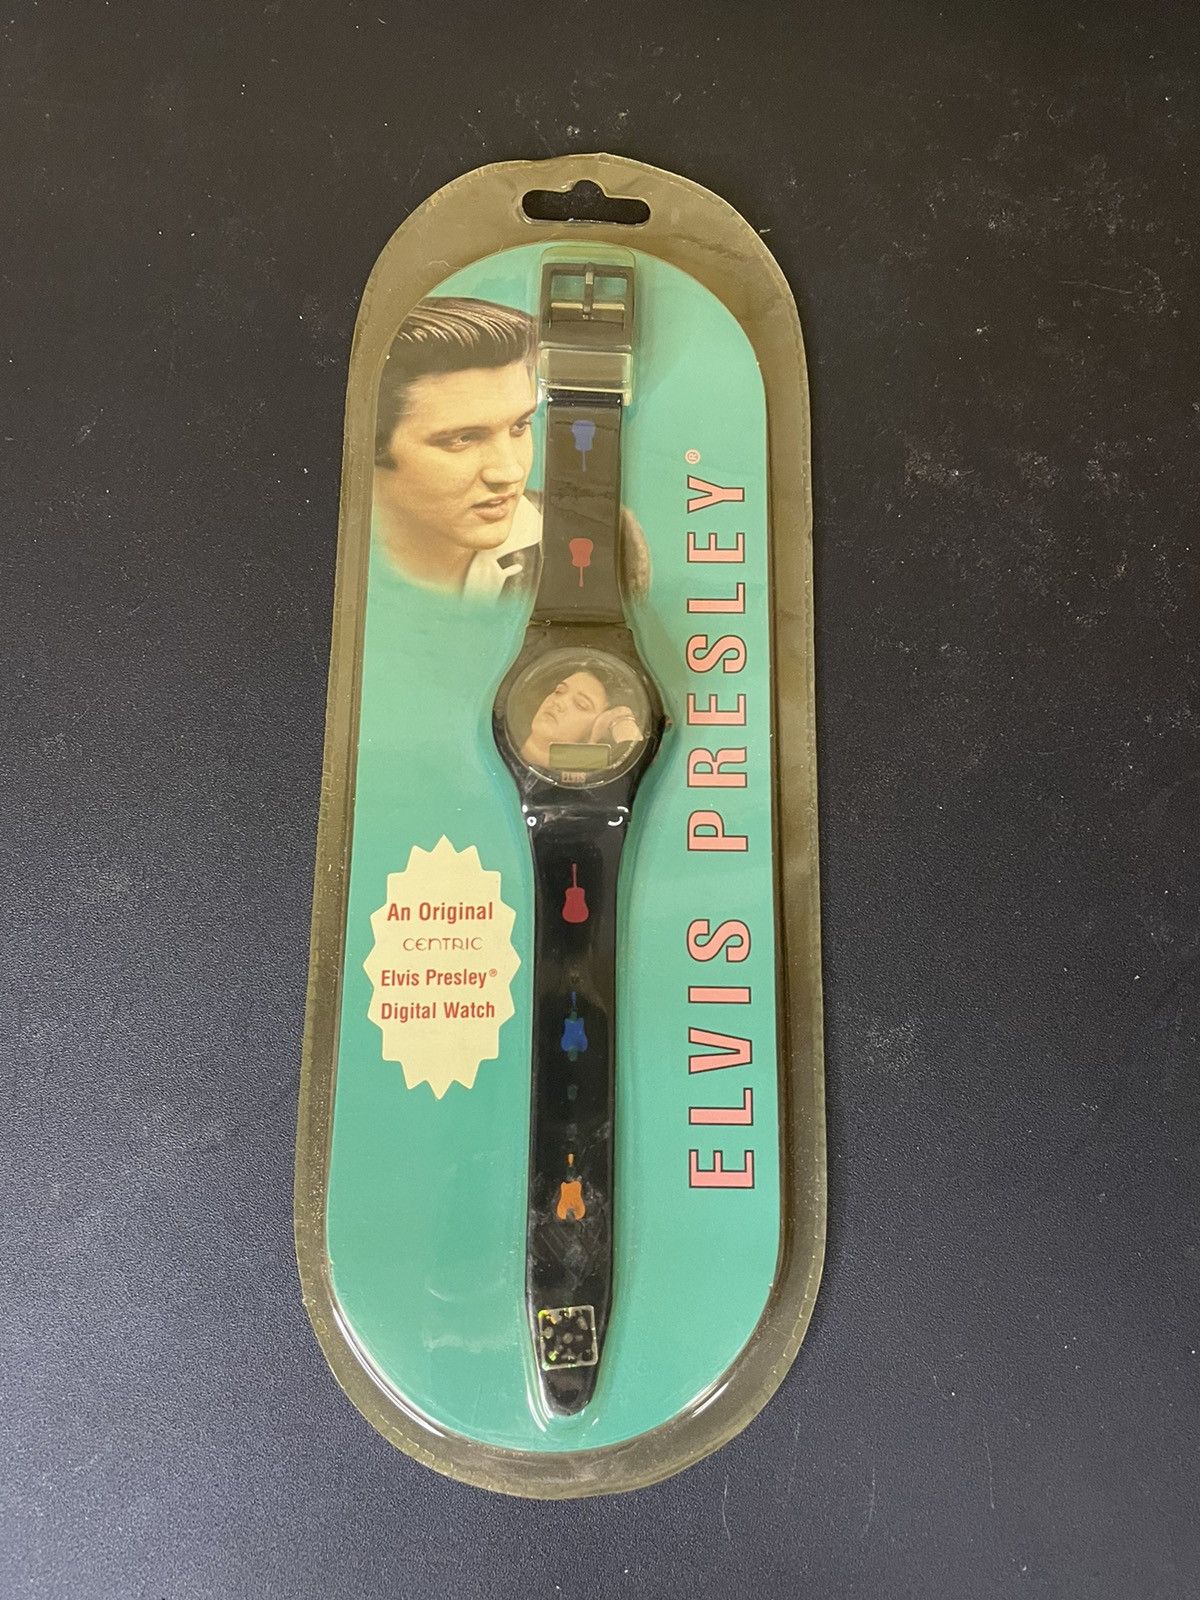 ELVIS PRESLEY®
ELVIS
An Original
CENTRIC
Elvis Presley®
Digital Watch